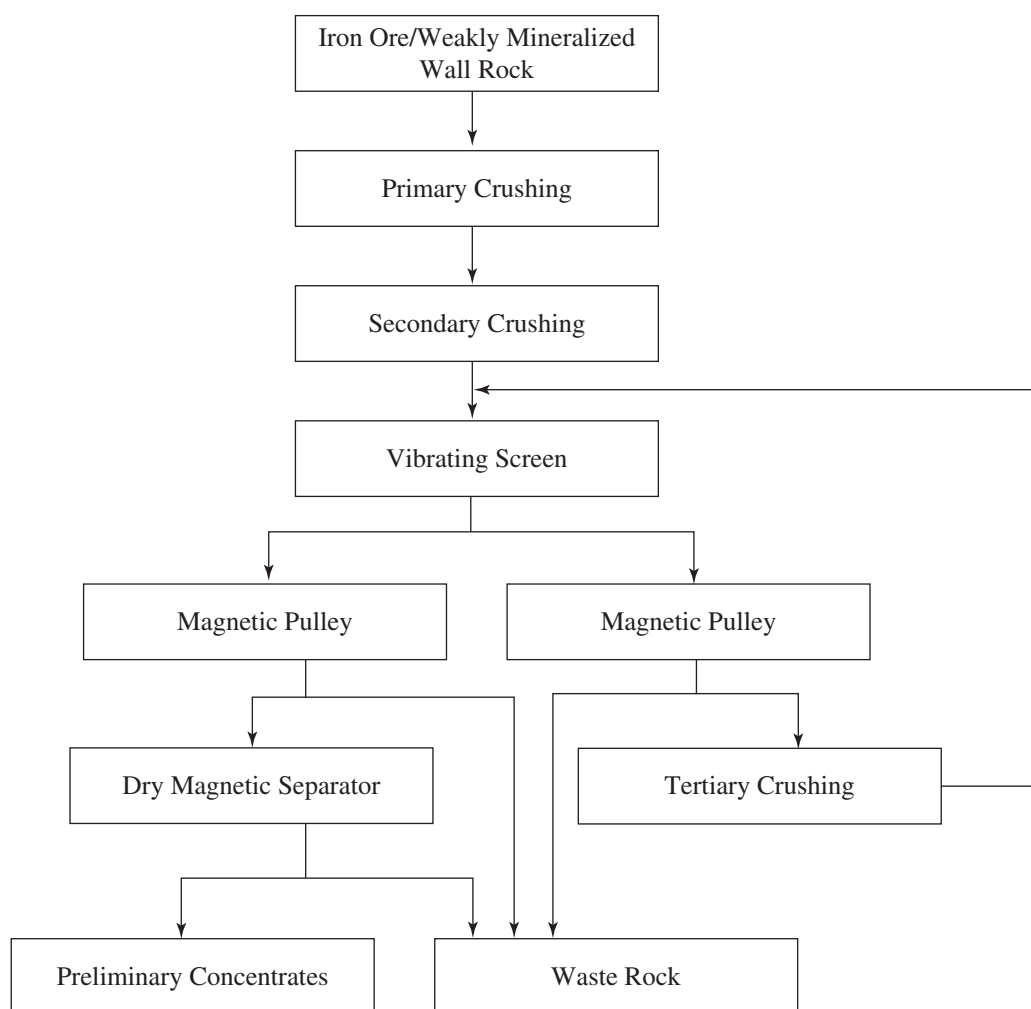 Iron Ore/Weakly Mineralized
Wall Rock
Primary Crushing
Secondary Crushing
Vibrating Screen
Magnetic Pulley
Magnetic Pulley
Dry Magnetic Separator
Tertiary Crushing
Preliminary Concentrates
Waste Rock